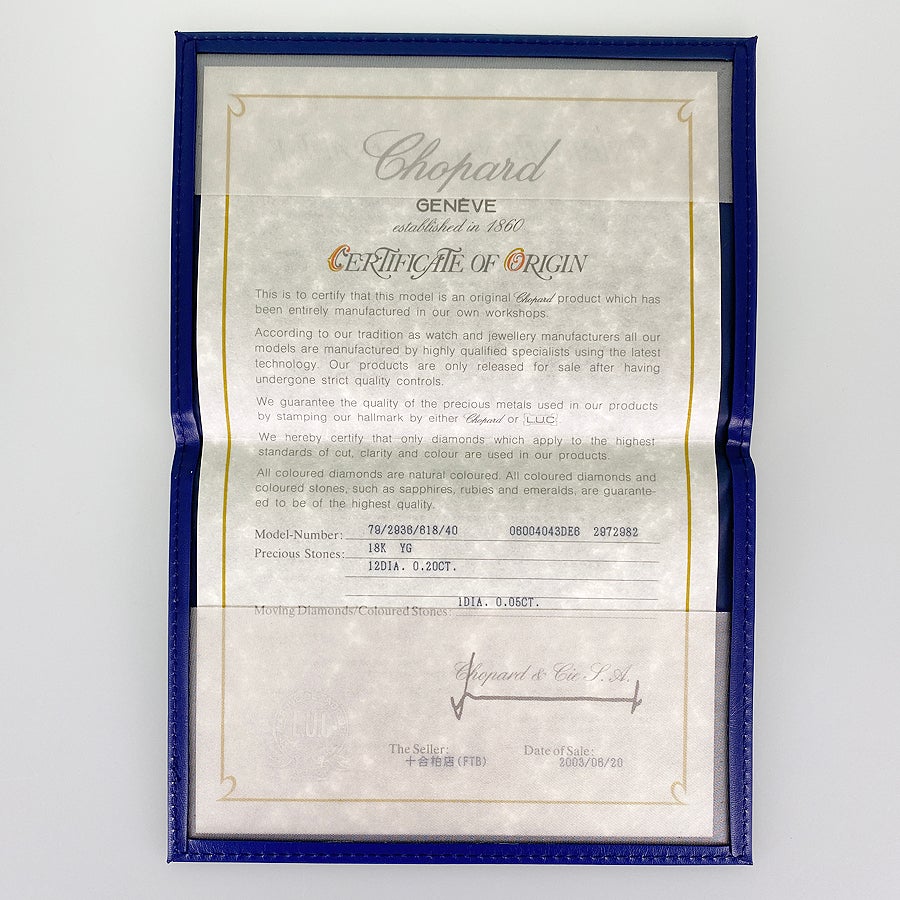 Chopard
GENÈVE
established in 1860
CERTIFICATE OF ORIGIN
This is to certify that this model is an original Chopard product which has
been entirely manufactured in our own workshops.
According to our tradition as watch and jewellery manufacturers all our
models are manufactured by highly qualified specialists using the latest
technology. Our products are only released for sale after having
undergone strict quality controls.
We guarantee the quality of the precious metals used in our products
by stamping our hallmark by either Chopard or L.U.C
We hereby certify that only diamonds which apply to the highest
standards of cut, clarity and colour are used in our products.
All coloured diamonds are natural coloured. All coloured diamonds and
coloured stones, such as sapphires, rubies and emeralds, are guarante-
ed to be of the highest quality.
Model-Number: 79/2936/618/40 06004043DE6 2972982
Precious Stones: 18K YG
12DIA. 0.20CT.
1DIA. 0.05CT.
Moving Diamonds/Coloured Stones:
Chopard & Cie S.A.
L.U.C
The Seller: Date of Sale:
十合柏店(FTB) 2003/06/20